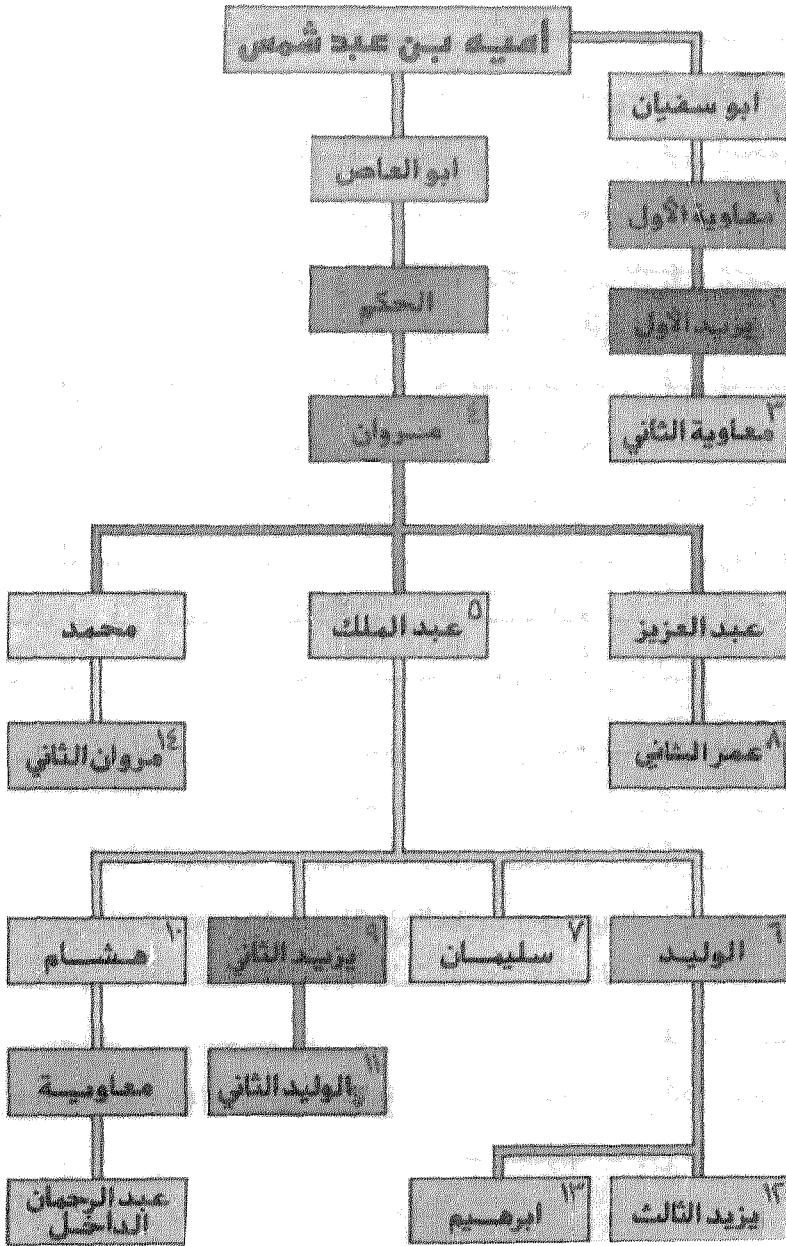 أميه بن عبد شمس
ابو سفيان
ابو العاص
معاوية الأول ١
الحكم
يزيد الأول ٢
مروان ٤
معاوية الثاني ٣
عبد العزيز
عبد الملك ٥
محمد
عمر الثاني ٨
مروان الثاني ١٤
الوليد ٦
سليمان ٧
يزيد الثاني ٩
هشام ١٠
الوليد الثاني ١١
معاوية
يزيد الثالث ١٢
ابرهيم ١٣
عبد الرحمان
الداخل